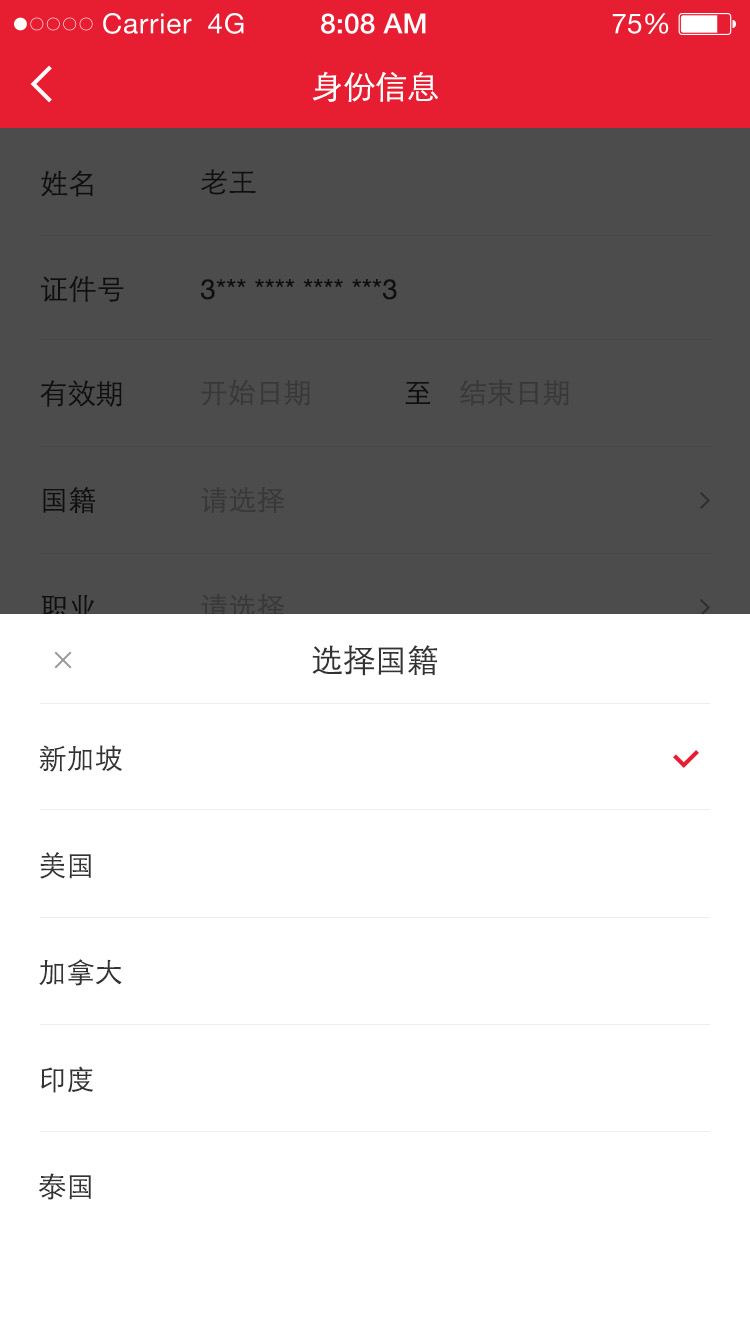 Carrier 4G 8:08 AM 75%
身份信息
姓名 老王
证件号 3*** **** **** ***3
有效期 开始日期 至 结束日期
国籍 请选择
职业 请选择
选择国籍
新加坡
美国
加拿大
印度
泰国